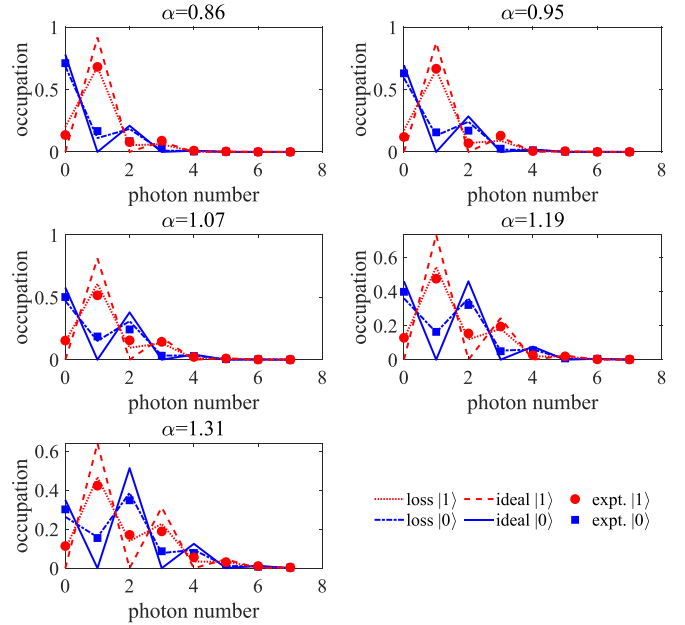 α=0.86
occupation
1
0.5
0
0 2 4 6 8
photon number
α=0.95
occupation
1
0.5
0
0 2 4 6 8
photon number
α=1.07
occupation
1
0.5
0
0 2 4 6 8
photon number
α=1.19
occupation
0.6
0.4
0.2
0
0 2 4 6 8
photon number
α=1.31
occupation
0.6
0.4
0.2
0
0 2 4 6 8
photon number
loss |1⟩ ideal |1⟩ expt. |1⟩
loss |0⟩ ideal |0⟩ expt. |0⟩